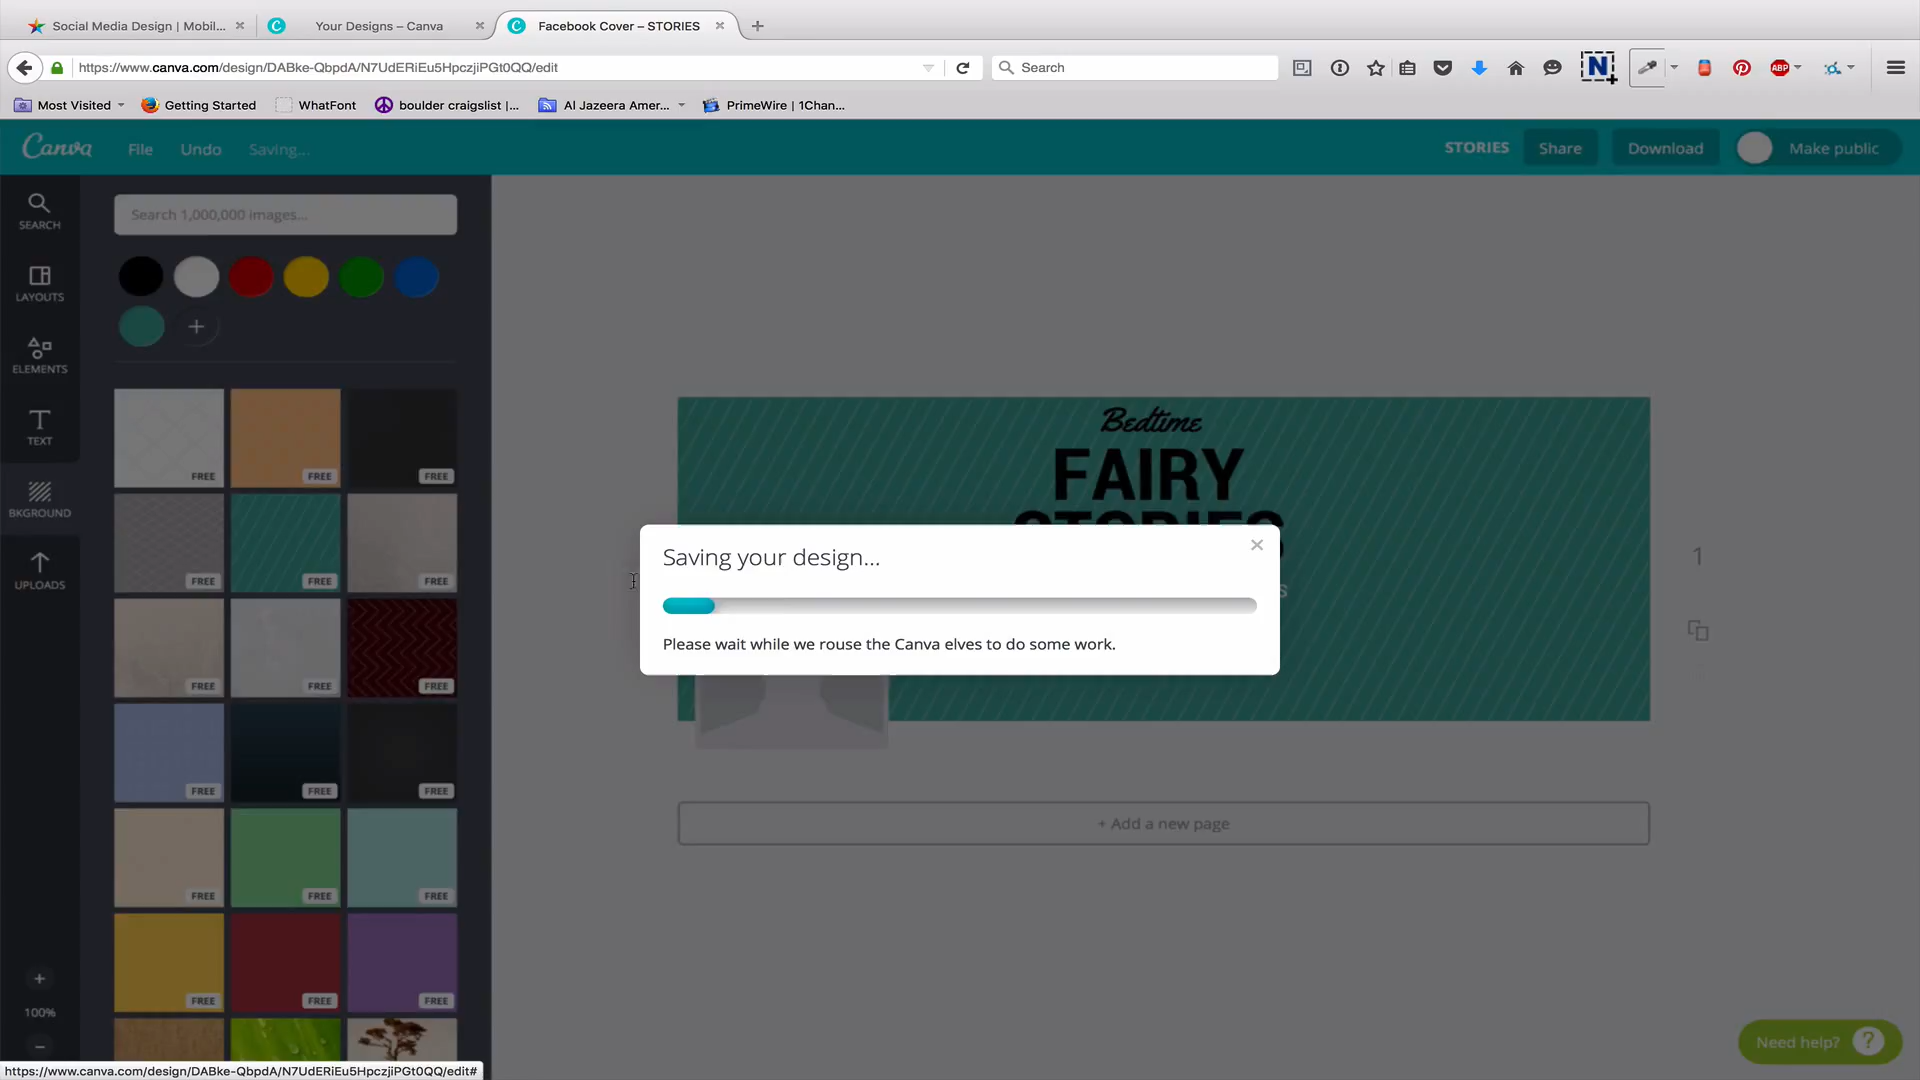 Social Media Design | Mobil...
Your Designs – Canva
Facebook Cover – STORIES
https://www.canva.com/design/DABke-QbpdA/N7UdERiEu5HpczjiPGt0QQ/edit
Search
N
ABP
Most Visited
Getting Started
WhatFont
boulder craigslist |...
Al Jazeera Amer...
PrimeWire | 1Chan...
Canva
File
Undo
Saving...
STORIES
Share
Download
Make public
SEARCH
LAYOUTS
ELEMENTS
TEXT
BKGROUND
UPLOADS
100%
Search 1,000,000 images...
FREE FREE FREE
FREE FREE FREE
FREE FREE FREE
FREE FREE FREE
FREE FREE FREE
FREE FREE FREE
Bedtime
FAIRY
STORIES
1
Saving your design...
Please wait while we rouse the Canva elves to do some work.
+ Add a new page
Need help? ?
https://www.canva.com/design/DABke-QbpdA/N7UdERiEu5HpczjiPGt0QQ/edit#